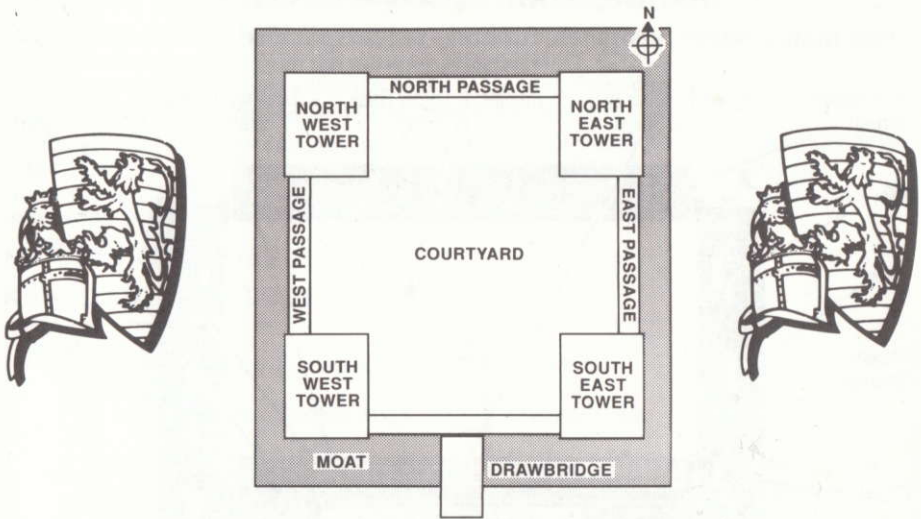 N
NORTH PASSAGE
NORTH
WEST
TOWER
NORTH
EAST
TOWER
WEST PASSAGE
COURTYARD
EAST PASSAGE
SOUTH
WEST
TOWER
SOUTH
EAST
TOWER
MOAT
DRAWBRIDGE